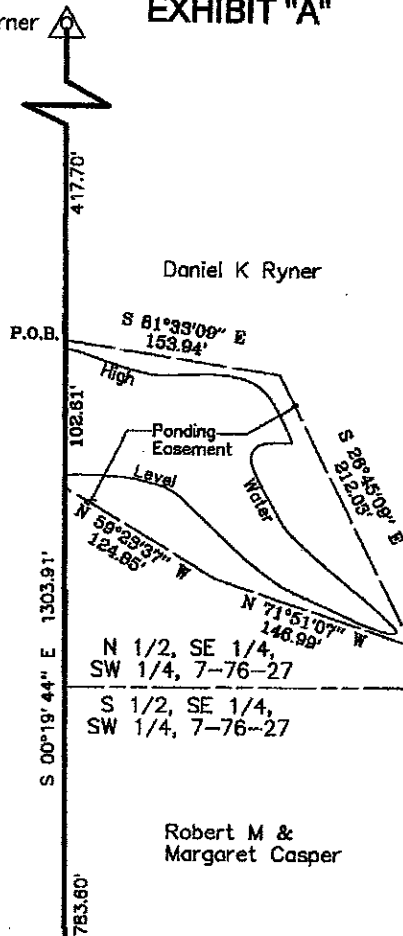 EXHIBIT "A"
rner
417.70'
Daniel K Ryner
P.O.B.
S 81°33'09" E
153.94'
High
102.61'
Ponding
Easement
Level
Water
S 26°45'09" E
212.03'
N 59°23'37" W
124.85'
N 71°51'07" W
146.99'
S 00°19'44" E 1303.91'
N 1/2, SE 1/4,
SW 1/4, 7-76-27
S 1/2, SE 1/4,
SW 1/4, 7-76-27
Robert M &
Margaret Casper
783.60'